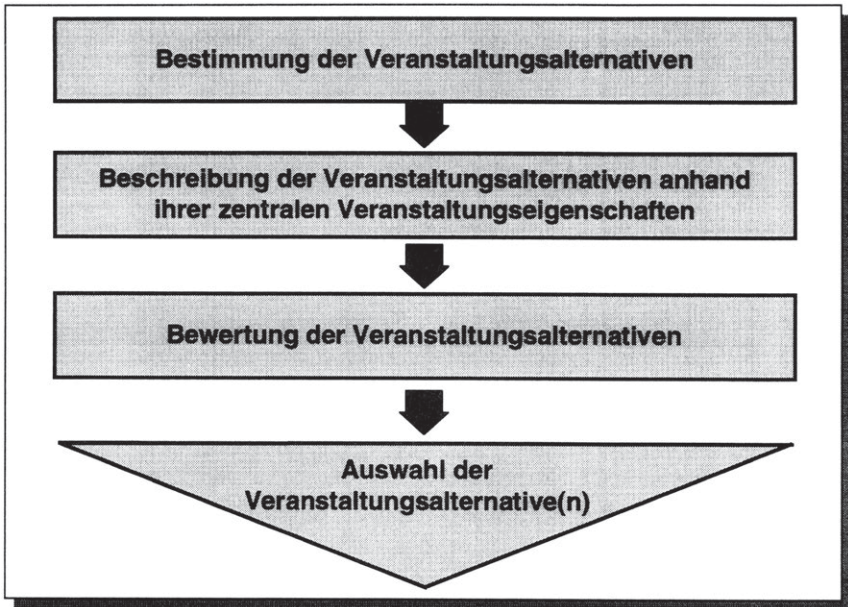 Bestimmung der Veranstaltungsalternativen
Beschreibung der Veranstaltungsalternativen anhand
ihrer zentralen Veranstaltungseigenschaften
Bewertung der Veranstaltungsalternativen
Auswahl der
Veranstaltungsalternative(n)